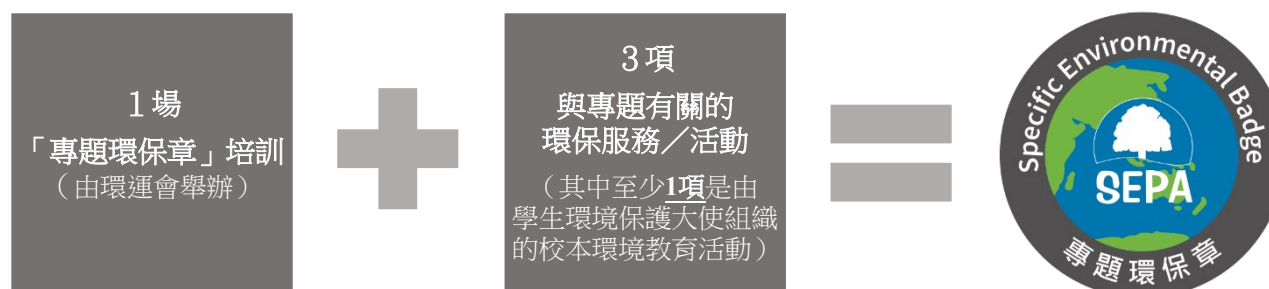 1場
「專題環保章」培訓
（由環運會舉辦）
3項
與專題有關的
環保服務／活動
（其中至少1項是由
學生環境保護大使組織
的校本環境教育活動）
Specific Environmental Badge
SEPA
專題環保章